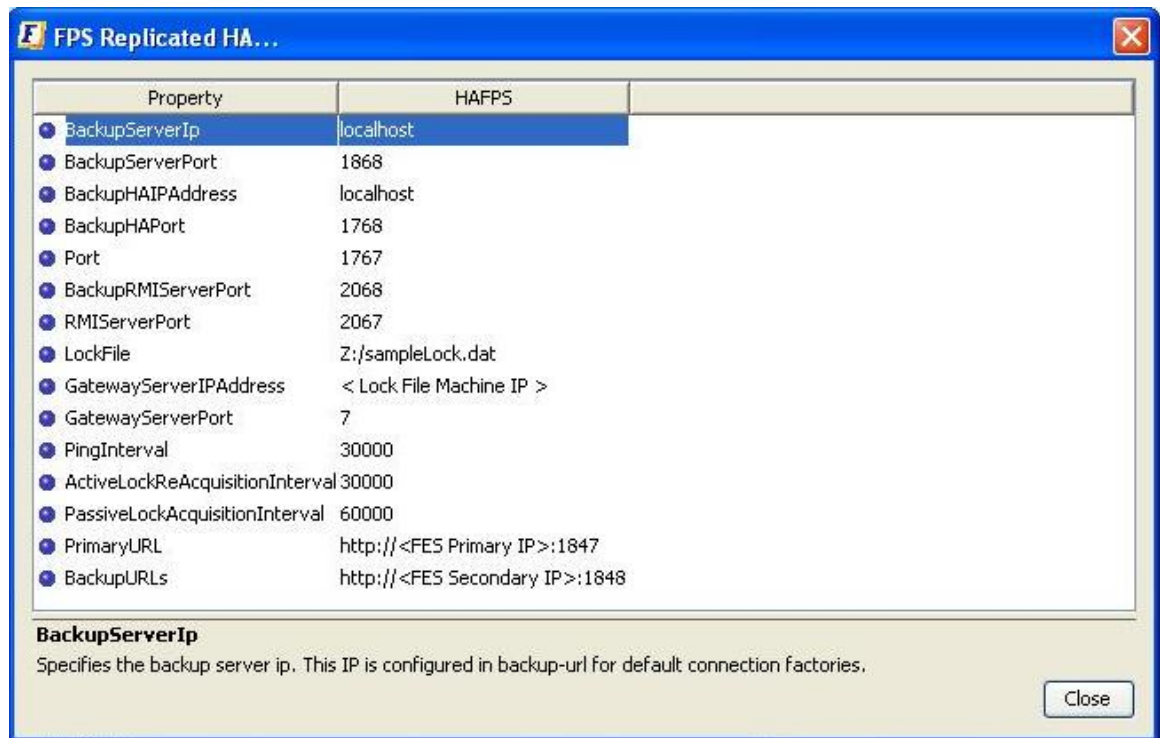 FPS Replicated HA...
Property HAFPS
BackupServerIp localhost
BackupServerPort 1868
BackupHAIPAddress localhost
BackupHAPort 1768
Port 1767
BackupRMIServerPort 2068
RMIServerPort 2067
LockFile Z:/sampleLock.dat
GatewayServerIPAddress < Lock File Machine IP >
GatewayServerPort 7
PingInterval 30000
ActiveLockReAcquisitionInterval 30000
PassiveLockAcquisitionInterval 60000
PrimaryURL http://<FES Primary IP>:1847
BackupURLs http://<FES Secondary IP>:1848
BackupServerIp
Specifies the backup server ip. This IP is configured in backup-url for default connection factories.
Close